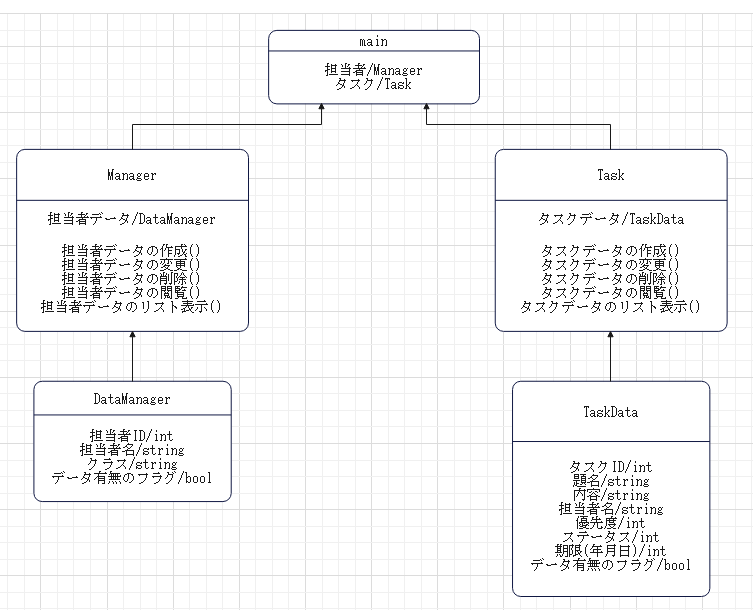 main
担当者/Manager
タスク/Task
Manager
担当者データ/DataManager
担当者データの作成()
担当者データの変更()
担当者データの削除()
担当者データの閲覧()
担当者データのリスト表示()
Task
タスクデータ/TaskData
タスクデータの作成()
タスクデータの変更()
タスクデータの削除()
タスクデータの閲覧()
タスクデータのリスト表示()
DataManager
担当者ID/int
担当者名/string
クラス/string
データ有無のフラグ/bool
TaskData
タスクID/int
題名/string
内容/string
担当者名/string
優先度/int
ステータス/int
期限(年月日)/int
データ有無のフラグ/bool